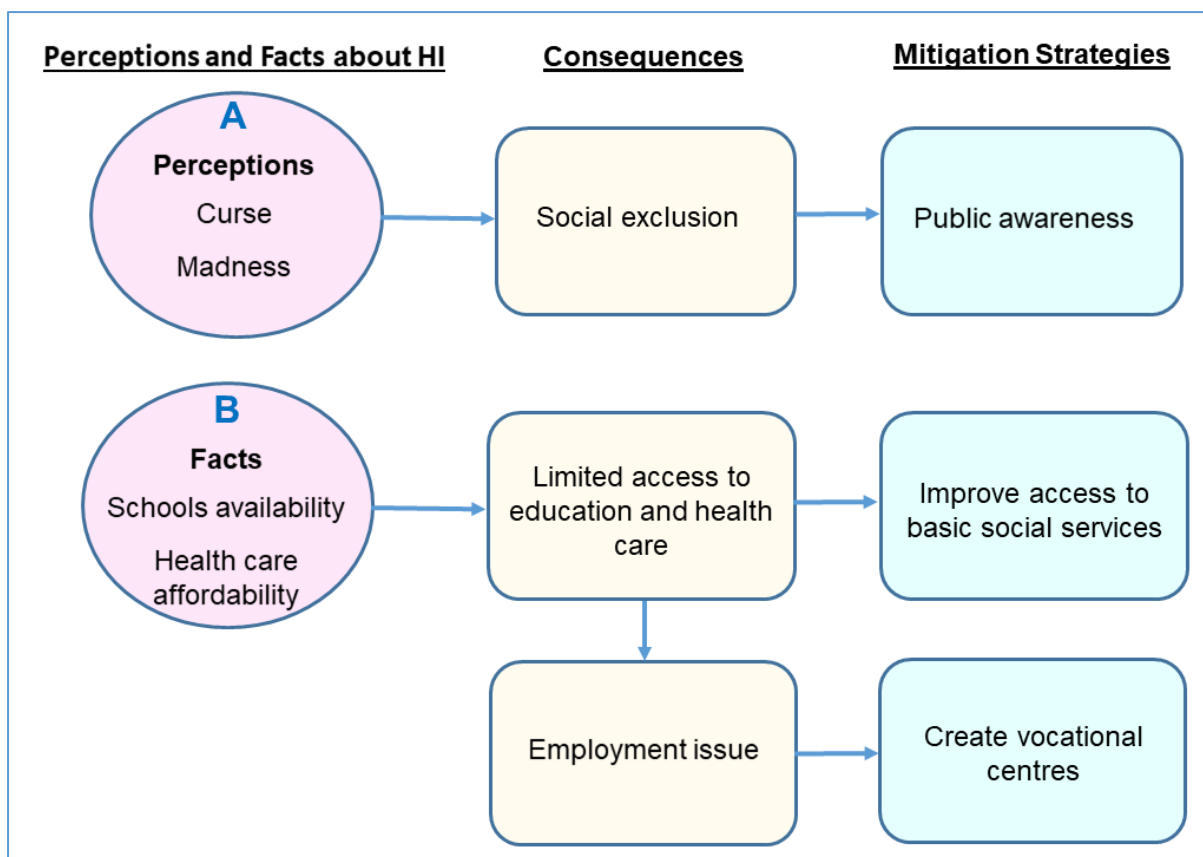 Perceptions and Facts about HI
Consequences
Mitigation Strategies
A
Perceptions
Curse
Madness
Social exclusion
Public awareness
B
Facts
Schools availability
Health care
affordability
Limited access to
education and health
care
Improve access to
basic social services
Employment issue
Create vocational
centres